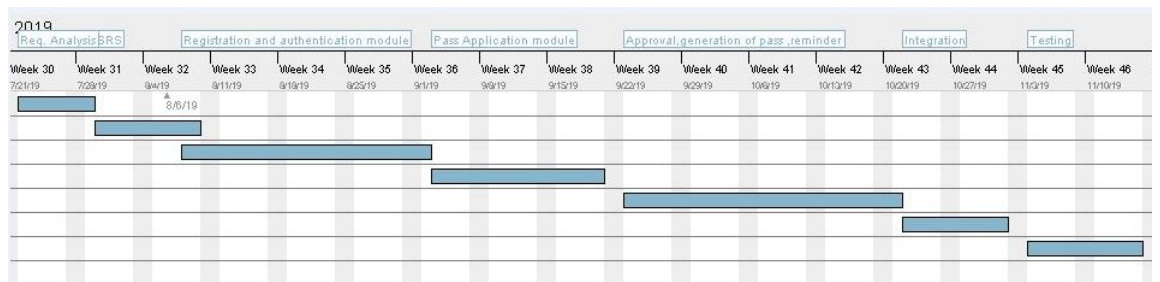 2019
Req. Analysis SRS Registration and authentication module Pass Application module Approval,generation of pass ,reminder Integration Testing
Week 30 Week 31 Week 32 Week 33 Week 34 Week 35 Week 36 Week 37 Week 38 Week 39 Week 40 Week 41 Week 42 Week 43 Week 44 Week 45 Week 46
7/21/19 7/28/19 8/4/19 8/11/19 8/18/19 8/25/19 9/1/19 9/8/19 9/15/19 9/22/19 9/29/19 10/6/19 10/13/19 10/20/19 10/27/19 11/3/19 11/10/19
8/6/19